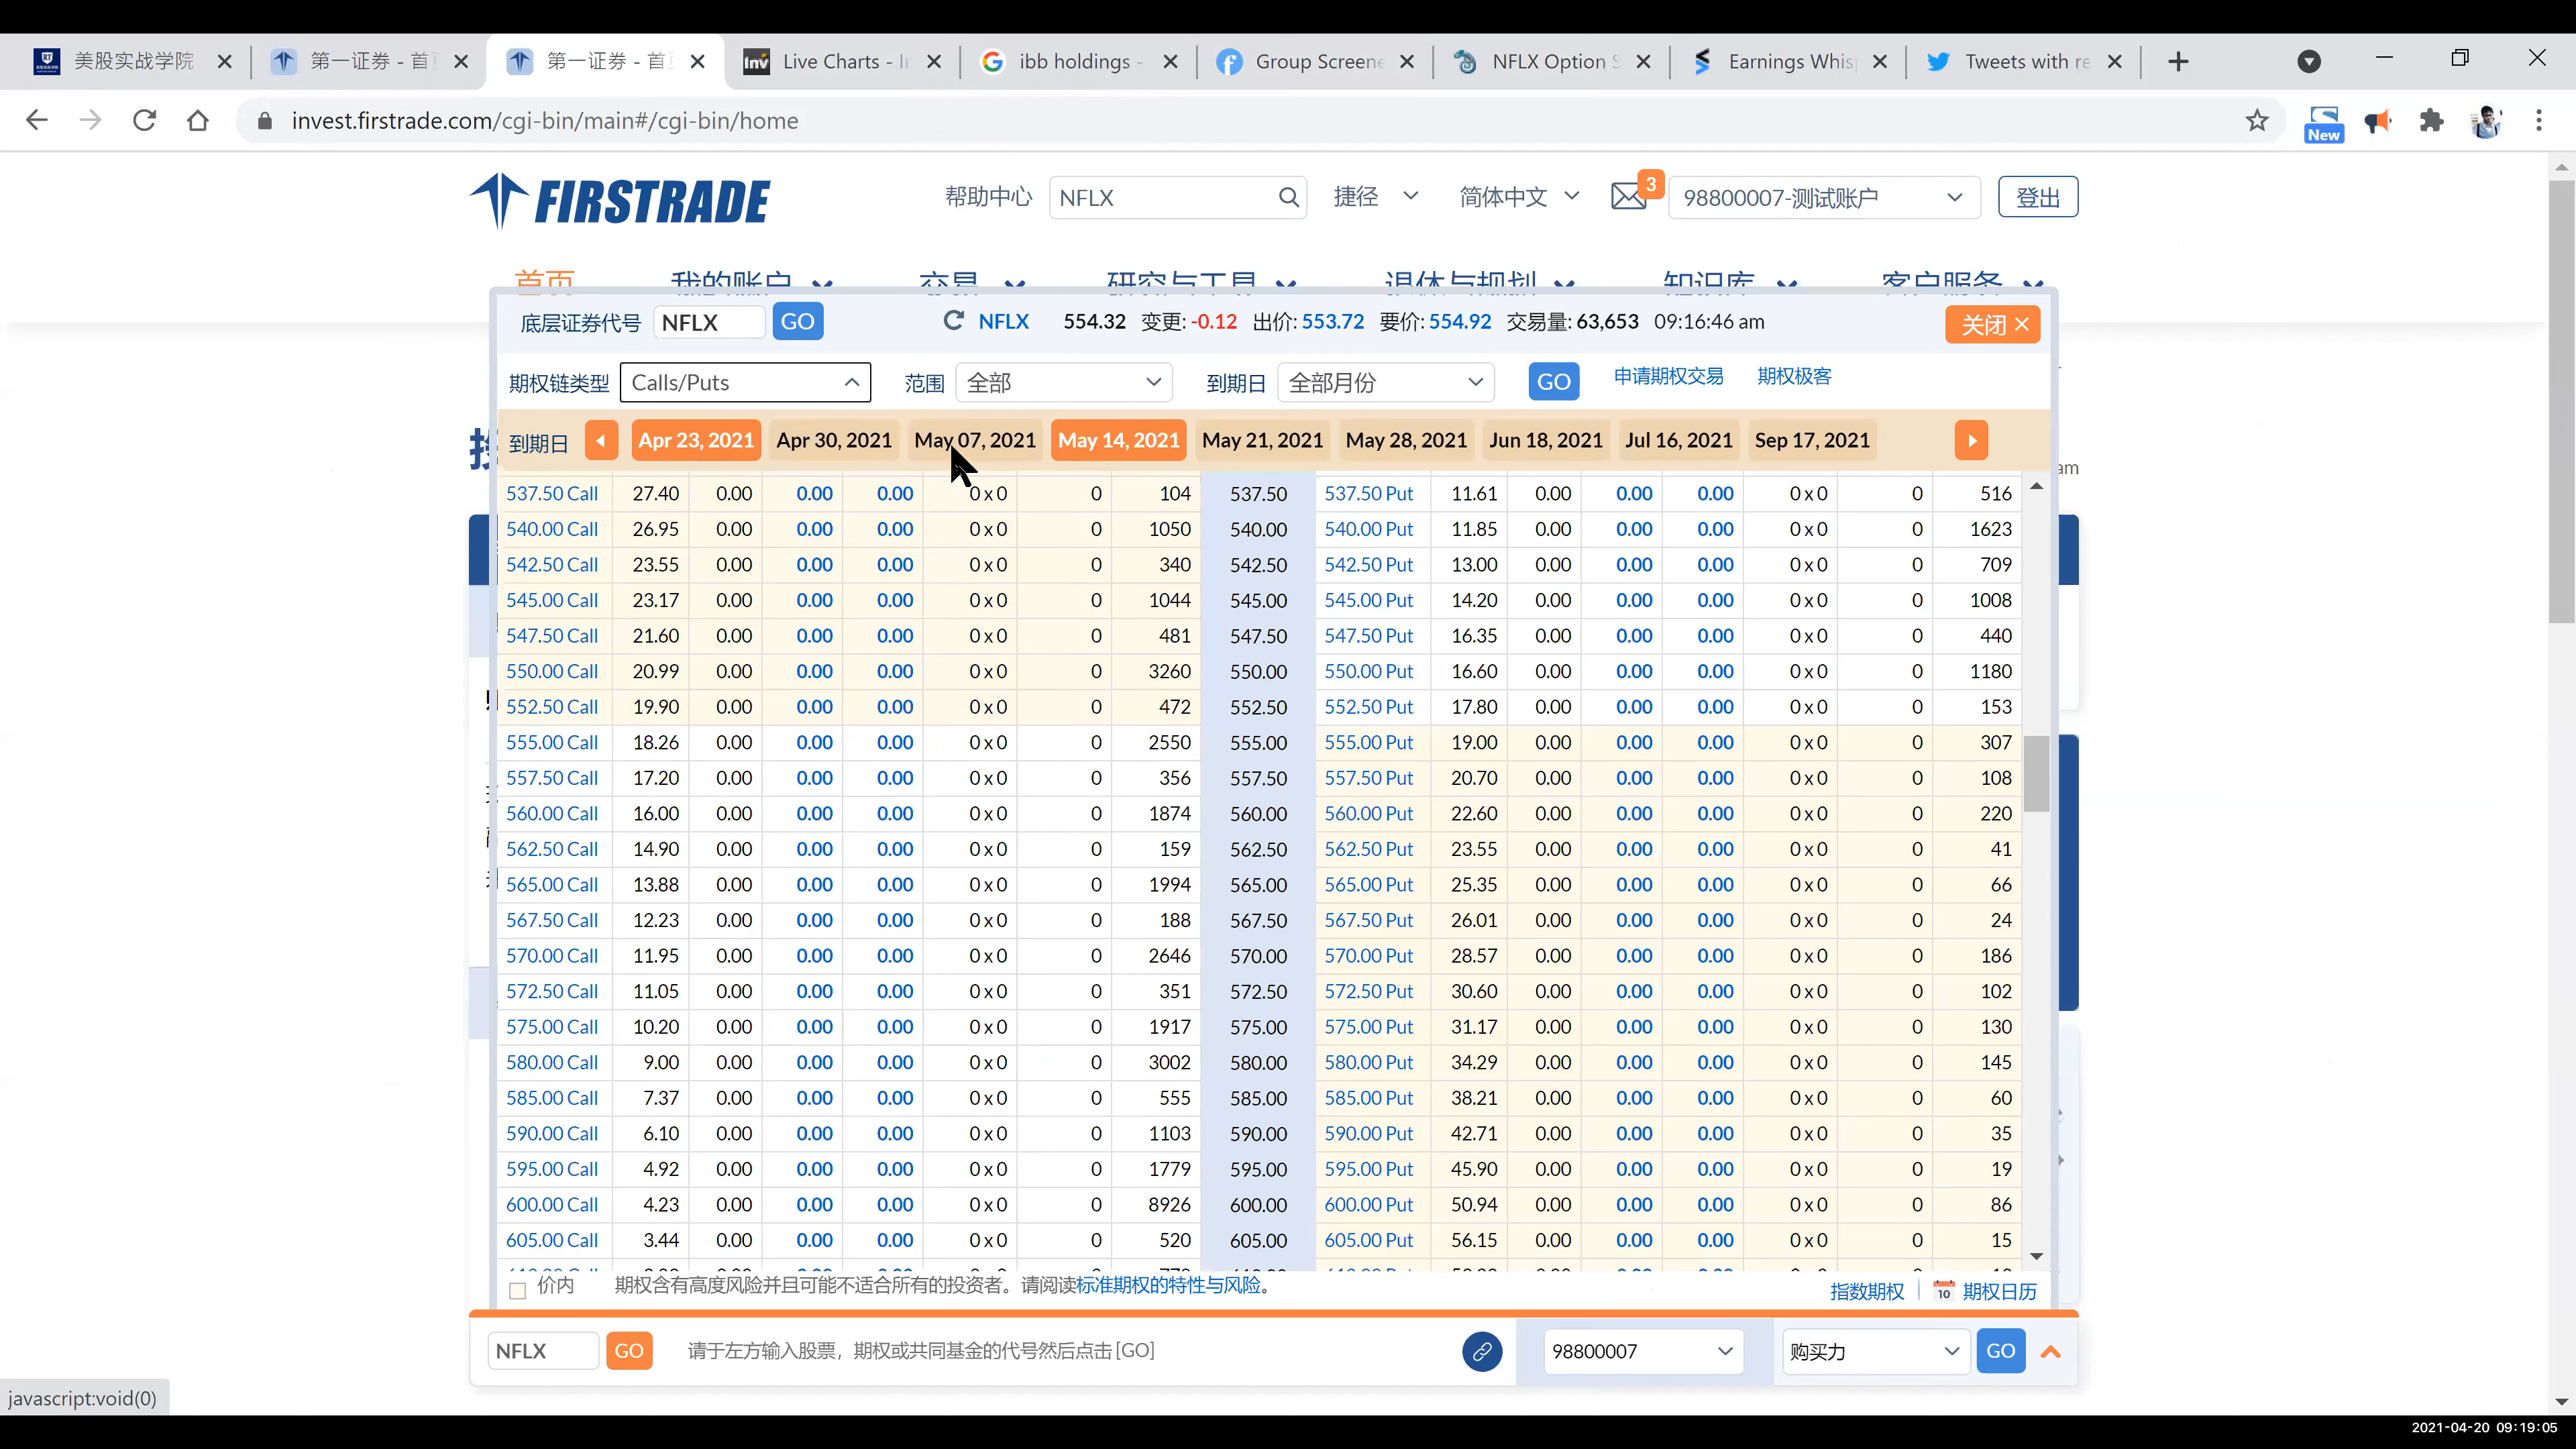 美股实战学院
第一证券 - 首页
第一证券 - 首页
Live Charts - I
ibb holdings -
Group Screene
NFLX Option S
Earnings Whis
Tweets with re
invest.firstrade.com/cgi-bin/main#/cgi-bin/home
New
FIRSTRADE
帮助中心 NFLX 捷径 简体中文 3 98800007-测试账户 登出
首页 我的账户 交易 研究与工具 退休与规划 知识库 客户服务
底层证券代号 NFLX GO NFLX 554.32 变更: -0.12 出价: 553.72 要价: 554.92 交易量: 63,653 09:16:46 am 关闭 ×
期权链类型 Calls/Puts 范围 全部 到期日 全部月份 GO 申请期权交易 期权极客
到期日 Apr 23, 2021 Apr 30, 2021 May 07, 2021 May 14, 2021 May 21, 2021 May 28, 2021 Jun 18, 2021 Jul 16, 2021 Sep 17, 2021
am
537.50 Call 27.40 0.00 0.00 0.00 0 x 0 0 104 537.50 537.50 Put 11.61 0.00 0.00 0.00 0 x 0 0 516
540.00 Call 26.95 0.00 0.00 0.00 0 x 0 0 1050 540.00 540.00 Put 11.85 0.00 0.00 0.00 0 x 0 0 1623
542.50 Call 23.55 0.00 0.00 0.00 0 x 0 0 340 542.50 542.50 Put 13.00 0.00 0.00 0.00 0 x 0 0 709
545.00 Call 23.17 0.00 0.00 0.00 0 x 0 0 1044 545.00 545.00 Put 14.20 0.00 0.00 0.00 0 x 0 0 1008
547.50 Call 21.60 0.00 0.00 0.00 0 x 0 0 481 547.50 547.50 Put 16.35 0.00 0.00 0.00 0 x 0 0 440
550.00 Call 20.99 0.00 0.00 0.00 0 x 0 0 3260 550.00 550.00 Put 16.60 0.00 0.00 0.00 0 x 0 0 1180
552.50 Call 19.90 0.00 0.00 0.00 0 x 0 0 472 552.50 552.50 Put 17.80 0.00 0.00 0.00 0 x 0 0 153
555.00 Call 18.26 0.00 0.00 0.00 0 x 0 0 2550 555.00 555.00 Put 19.00 0.00 0.00 0.00 0 x 0 0 307
557.50 Call 17.20 0.00 0.00 0.00 0 x 0 0 356 557.50 557.50 Put 20.70 0.00 0.00 0.00 0 x 0 0 108
560.00 Call 16.00 0.00 0.00 0.00 0 x 0 0 1874 560.00 560.00 Put 22.60 0.00 0.00 0.00 0 x 0 0 220
562.50 Call 14.90 0.00 0.00 0.00 0 x 0 0 159 562.50 562.50 Put 23.55 0.00 0.00 0.00 0 x 0 0 41
565.00 Call 13.88 0.00 0.00 0.00 0 x 0 0 1994 565.00 565.00 Put 25.35 0.00 0.00 0.00 0 x 0 0 66
567.50 Call 12.23 0.00 0.00 0.00 0 x 0 0 188 567.50 567.50 Put 26.01 0.00 0.00 0.00 0 x 0 0 24
570.00 Call 11.95 0.00 0.00 0.00 0 x 0 0 2646 570.00 570.00 Put 28.57 0.00 0.00 0.00 0 x 0 0 186
572.50 Call 11.05 0.00 0.00 0.00 0 x 0 0 351 572.50 572.50 Put 30.60 0.00 0.00 0.00 0 x 0 0 102
575.00 Call 10.20 0.00 0.00 0.00 0 x 0 0 1917 575.00 575.00 Put 31.17 0.00 0.00 0.00 0 x 0 0 130
580.00 Call 9.00 0.00 0.00 0.00 0 x 0 0 3002 580.00 580.00 Put 34.29 0.00 0.00 0.00 0 x 0 0 145
585.00 Call 7.37 0.00 0.00 0.00 0 x 0 0 555 585.00 585.00 Put 38.21 0.00 0.00 0.00 0 x 0 0 60
590.00 Call 6.10 0.00 0.00 0.00 0 x 0 0 1103 590.00 590.00 Put 42.71 0.00 0.00 0.00 0 x 0 0 35
595.00 Call 4.92 0.00 0.00 0.00 0 x 0 0 1779 595.00 595.00 Put 45.90 0.00 0.00 0.00 0 x 0 0 19
600.00 Call 4.23 0.00 0.00 0.00 0 x 0 0 8926 600.00 600.00 Put 50.94 0.00 0.00 0.00 0 x 0 0 86
605.00 Call 3.44 0.00 0.00 0.00 0 x 0 0 520 605.00 605.00 Put 56.15 0.00 0.00 0.00 0 x 0 0 15
价内 期权含有高度风险并且可能不适合所有的投资者。请阅读标准期权的特性与风险。 指数期权 10 期权日历
NFLX GO 请于左方输入股票，期权或共同基金的代号然后点击[GO] 98800007 购买力 GO
javascript:void(0)
2021-04-20 09:19:05